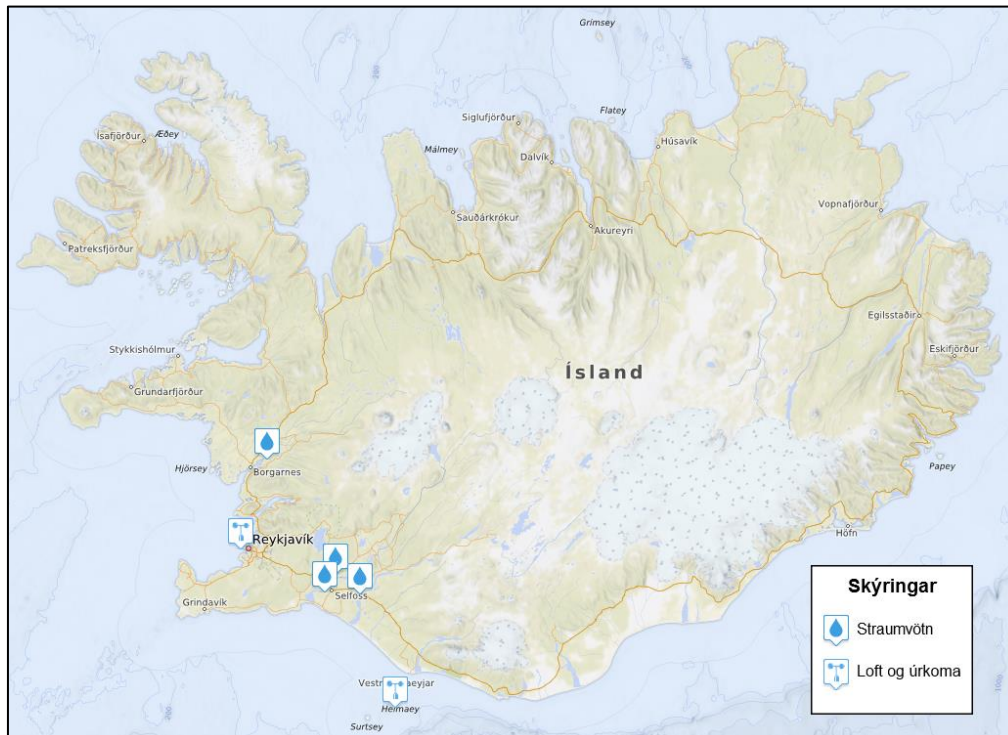 Grímsey
Siglufjörður
Flatey
Ísafjörður
Æðey
Málmey
Dalvík
Húsavík
Sauðárkrókur
Akureyri
Vopnafjörður
Patreksfjörður
Egilsstaðir
Stykkishólmur
Eskifjörður
Ísland
Grundarfjörður
Hjörsey
Borgarnes
Papey
Reykjavík
Höfn
Selfoss
Grindavík
Heimaey
Surtsey
Skýringar
Straumvötn
Loft og úrkoma